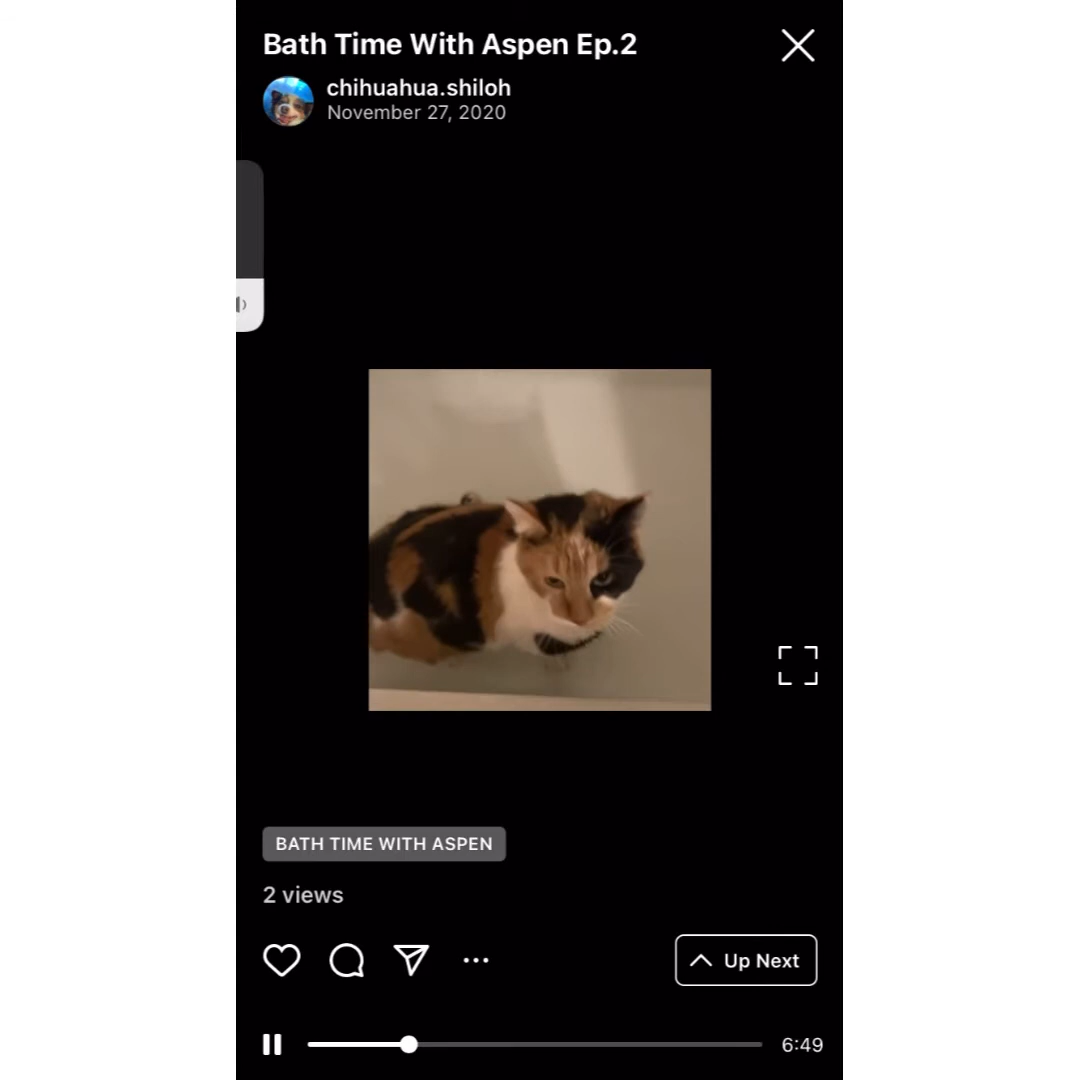 Bath Time With Aspen Ep.2
chihuahua.shiloh
November 27, 2020
BATH TIME WITH ASPEN
2 views
Up Next
6:49